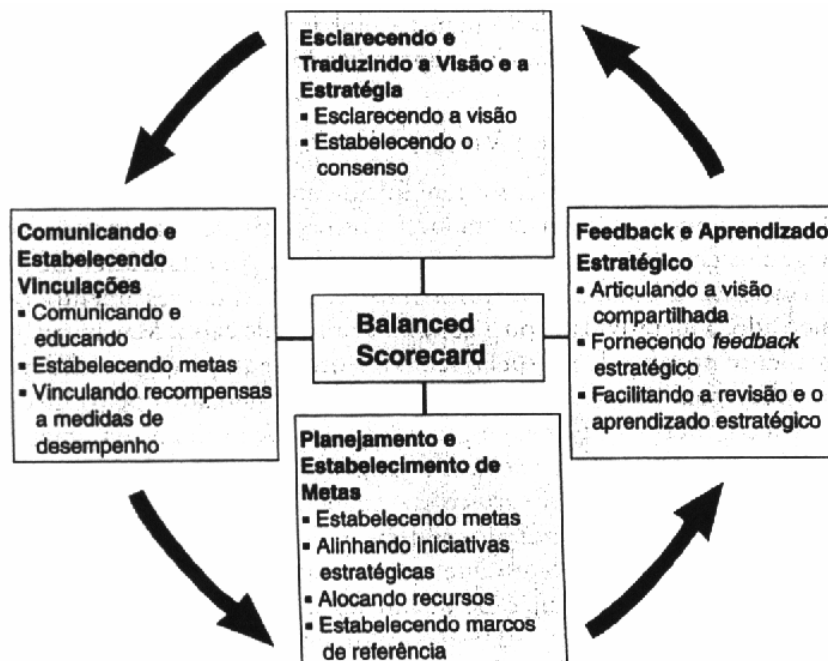 Esclarecendo e
Traduzindo a Visão e a
Estratégia
▪ Esclarecendo a visão
▪ Estabelecendo o
consenso
Comunicando e
Estabelecendo
Vinculações
▪ Comunicando e
educando
▪ Estabelecendo metas
▪ Vinculando recompensas
a medidas de
desempenho
Balanced
Scorecard
Feedback e Aprendizado
Estratégico
▪ Articulando a visão
compartilhada
▪ Fornecendo feedback
estratégico
▪ Facilitando a revisão e o
aprendizado estratégico
Planejamento e
Estabelecimento de
Metas
▪ Estabelecendo metas
▪ Alinhando iniciativas
estratégicas
▪ Alocando recursos
▪ Estabelecendo marcos
de referência